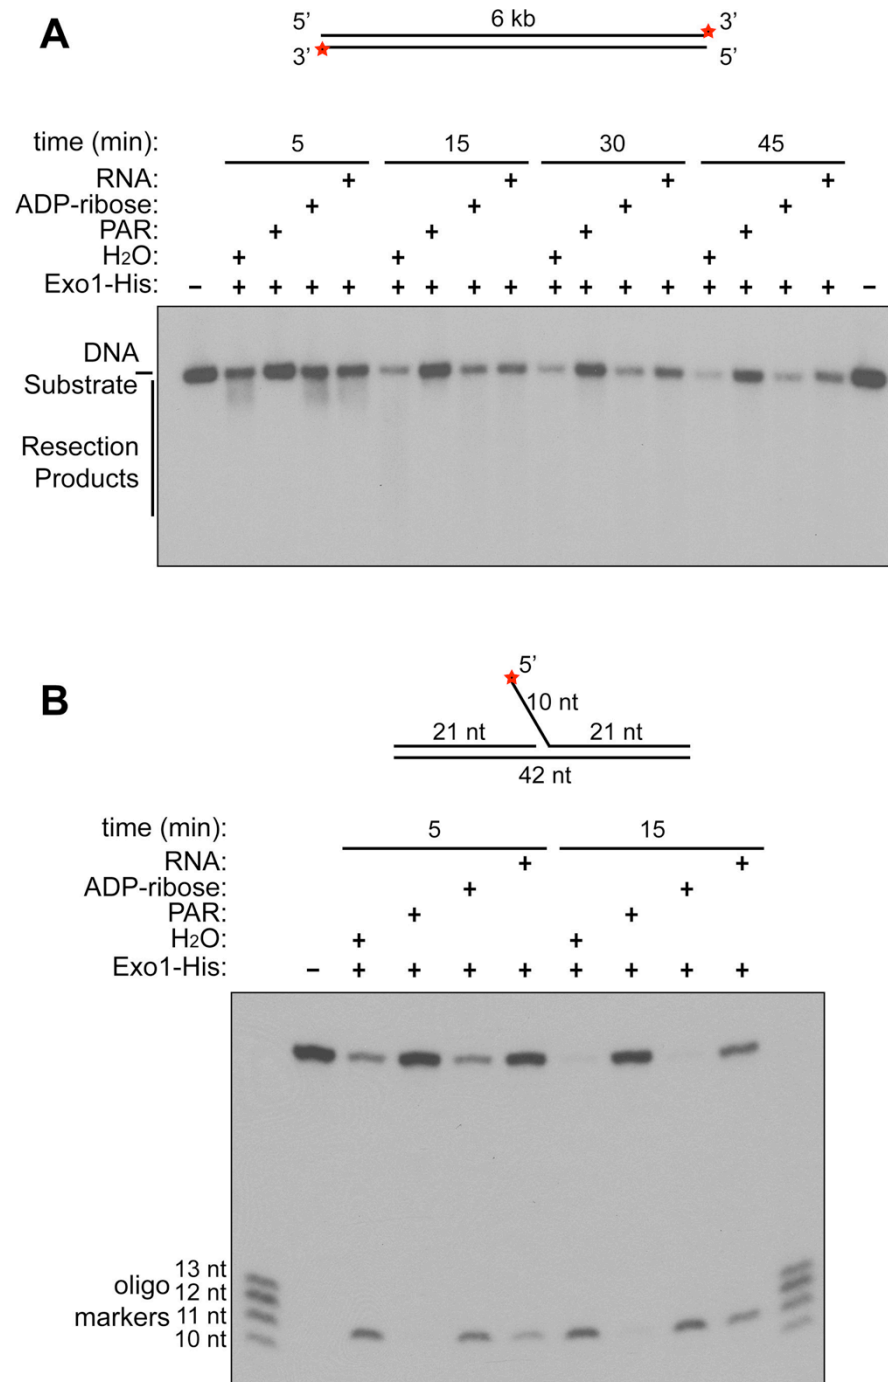 A
5’ 6 kb 3’
3’ 5’
time (min): 5 15 30 45
RNA: + + + +
ADP-ribose: + + + +
PAR: + + + +
H2O: + + + +
Exo1-His: – + + + + + + + + + + + + + + + + –
DNA
Substrate
Resection
Products
B
5’
10 nt
21 nt 21 nt
42 nt
time (min): 5 15
RNA: + +
ADP-ribose: + +
PAR: + +
H2O: + +
Exo1-His: – + + + + + + + +
13 nt
oligo 12 nt
markers 11 nt
10 nt